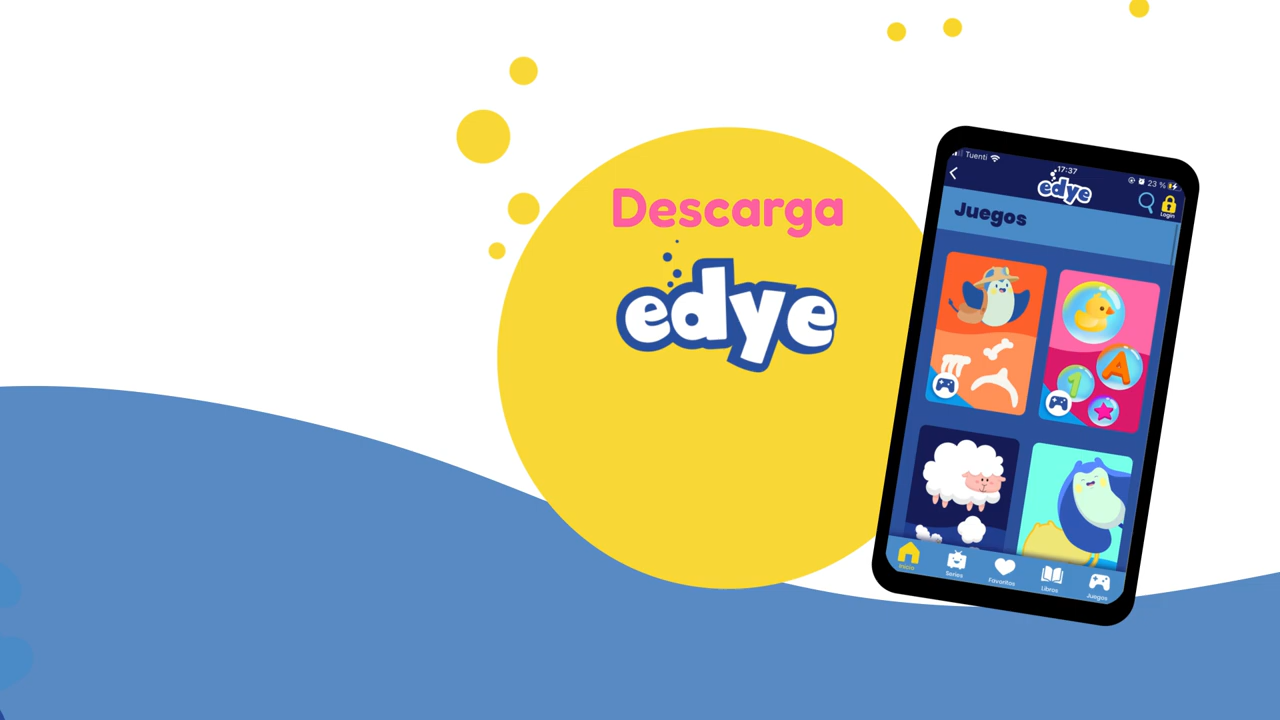 Descarga
edye
Tuenti
17:37
23 %
edye
Login
Juegos
A
1
Inicio
Series
Favoritos
Libros
Juegos